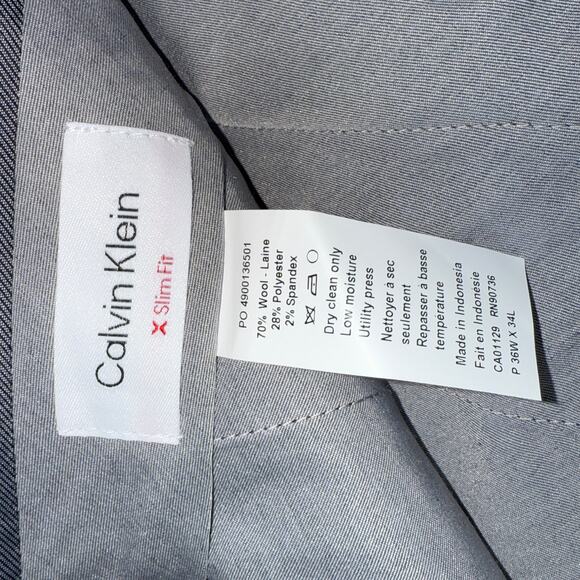 Calvin Klein
X Slim Fit
PO 4900136501
70% Wool - Laine
28% Polyester
2% Spandex
Dry clean only
Low moisture
Utility press
Nettoyer à sec
seulement
Repasser à basse
temperature
Made in Indonesia
Fait en Indonésie
CA01129 RN90736
P 36W X 34L